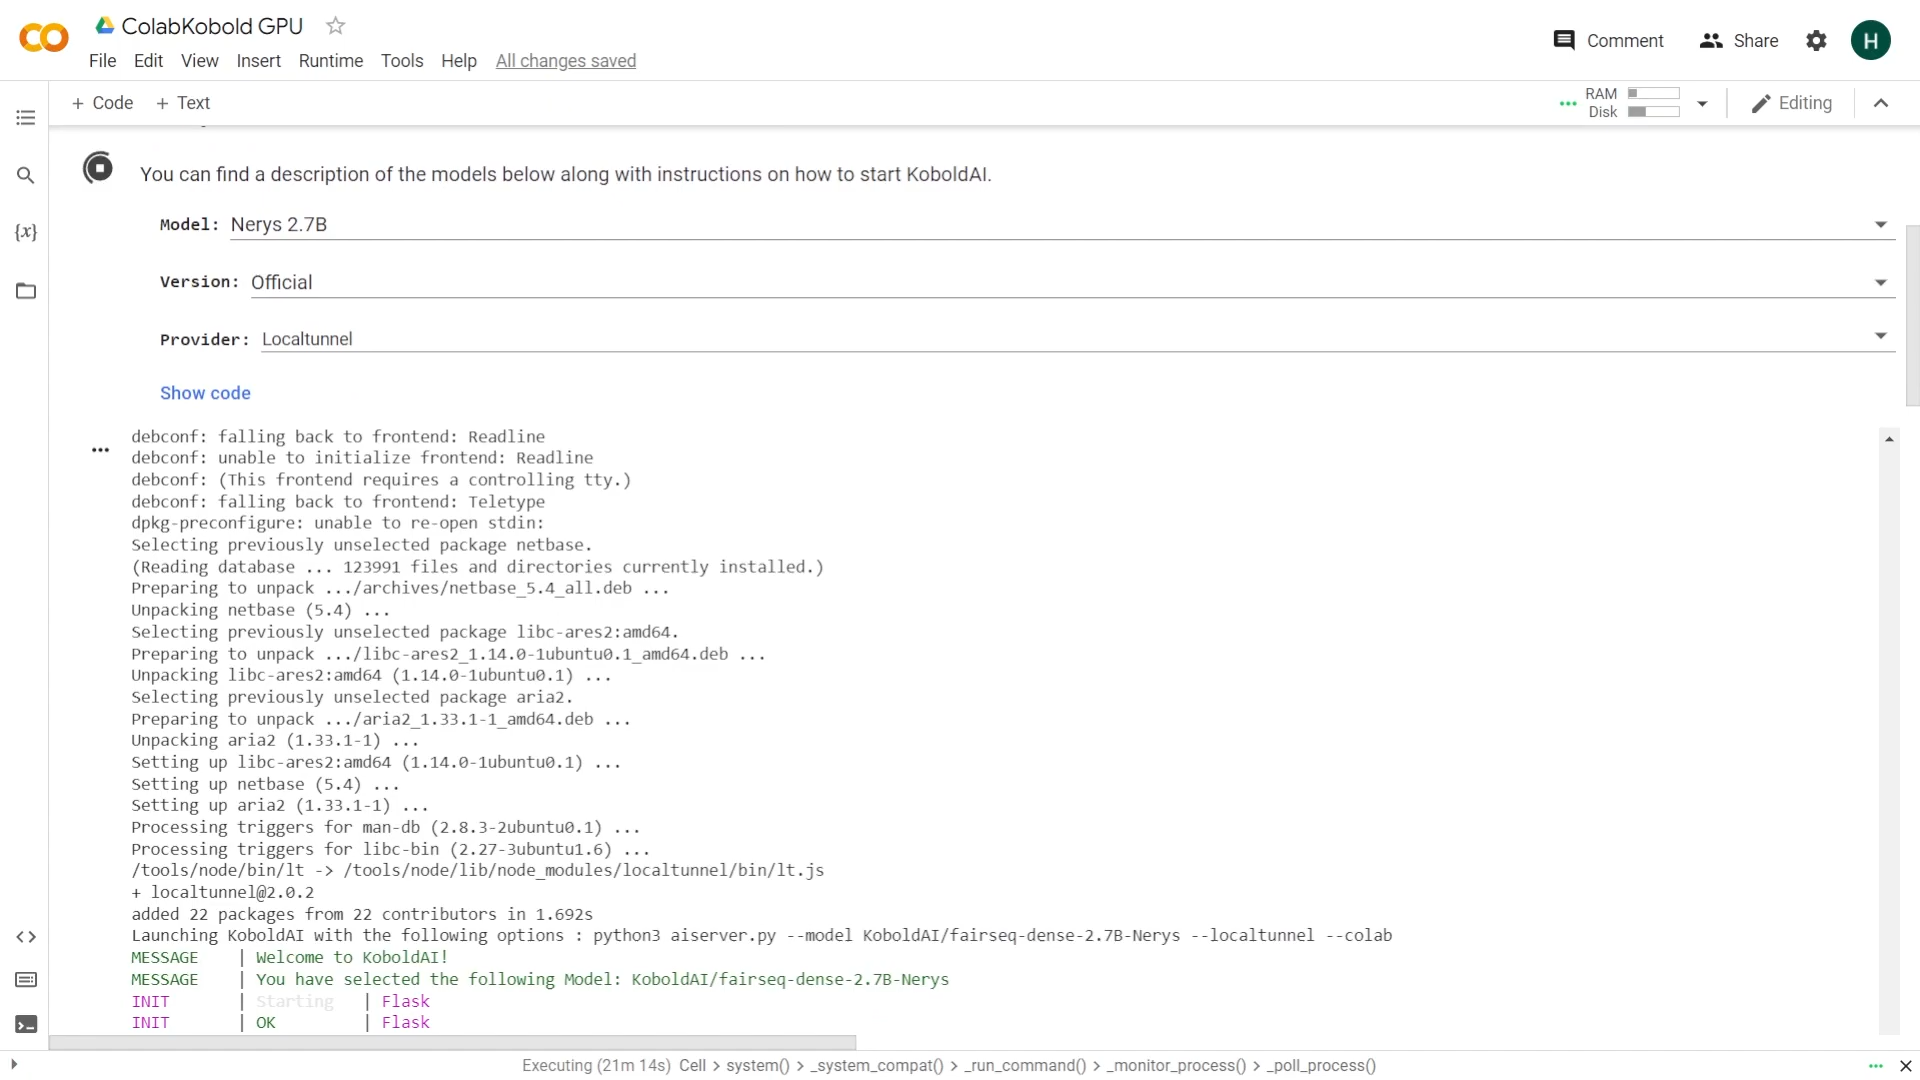 ColabKobold GPU
File Edit View Insert Runtime Tools Help All changes saved
Comment Share H
+ Code + Text
RAM
Disk
Editing
You can find a description of the models below along with instructions on how to start KoboldAI.
Model: Nerys 2.7B
{x}
Version: Official
Provider: Localtunnel
Show code
debconf: falling back to frontend: Readline
debconf: unable to initialize frontend: Readline
debconf: (This frontend requires a controlling tty.)
debconf: falling back to frontend: Teletype
dpkg-preconfigure: unable to re-open stdin:
Selecting previously unselected package netbase.
(Reading database ... 123991 files and directories currently installed.)
Preparing to unpack .../archives/netbase_5.4_all.deb ...
Unpacking netbase (5.4) ...
Selecting previously unselected package libc-ares2:amd64.
Preparing to unpack .../libc-ares2_1.14.0-1ubuntu0.1_amd64.deb ...
Unpacking libc-ares2:amd64 (1.14.0-1ubuntu0.1) ...
Selecting previously unselected package aria2.
Preparing to unpack .../aria2_1.33.1-1_amd64.deb ...
Unpacking aria2 (1.33.1-1) ...
Setting up libc-ares2:amd64 (1.14.0-1ubuntu0.1) ...
Setting up netbase (5.4) ...
Setting up aria2 (1.33.1-1) ...
Processing triggers for man-db (2.8.3-2ubuntu0.1) ...
Processing triggers for libc-bin (2.27-3ubuntu1.6) ...
/tools/node/bin/lt -> /tools/node/lib/node_modules/localtunnel/bin/lt.js
+ localtunnel@2.0.2
added 22 packages from 22 contributors in 1.692s
Launching KoboldAI with the following options : python3 aiserver.py --model KoboldAI/fairseq-dense-2.7B-Nerys --localtunnel --colab
MESSAGE | Welcome to KoboldAI!
MESSAGE | You have selected the following Model: KoboldAI/fairseq-dense-2.7B-Nerys
INIT | Starting | Flask
INIT | OK | Flask
Executing (21m 14s) Cell > system() > _system_compat() > _run_command() > _monitor_process() > _poll_process()